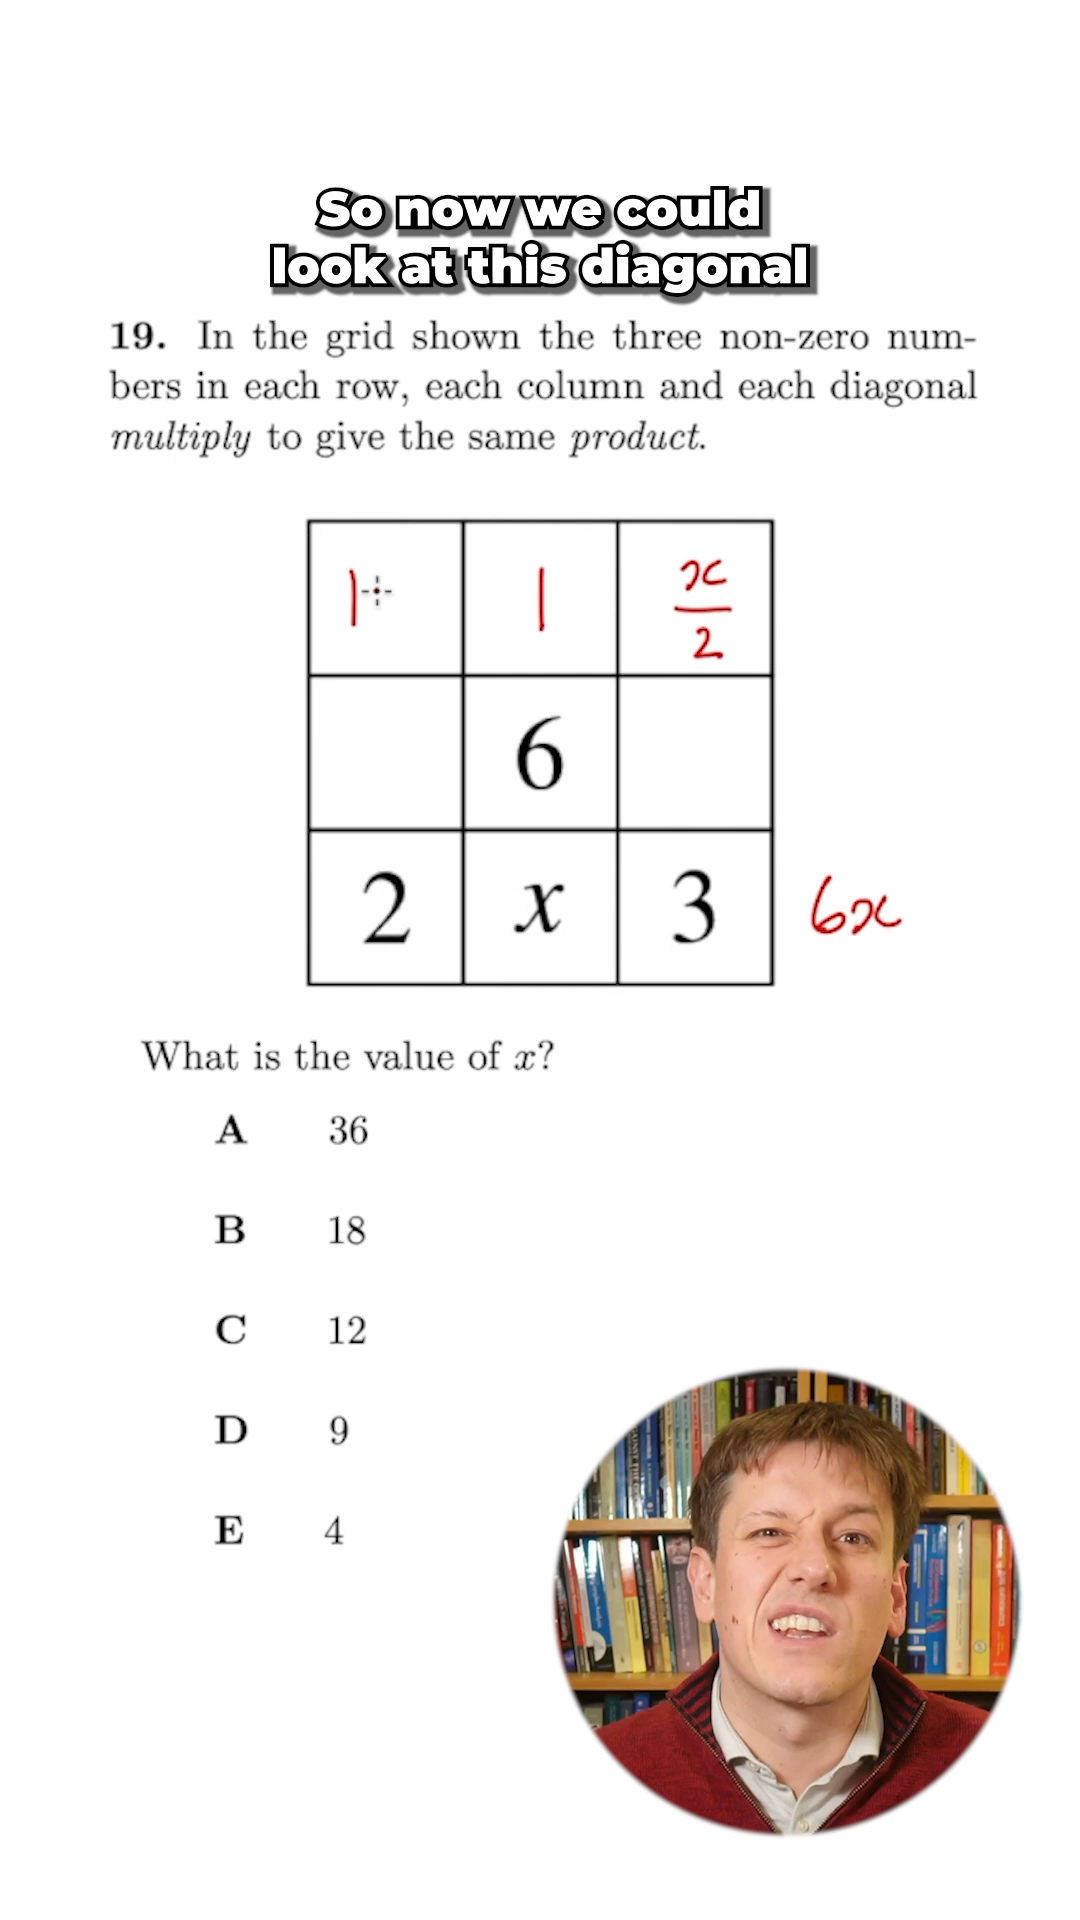 So now we could
look at this diagonal
19. In the grid shown the three non-zero num-
bers in each row, each column and each diagonal
multiply to give the same product.
1 1 x/2
6
2 x 3 6x
What is the value of x?
A 36
B 18
C 12
D 9
E 4